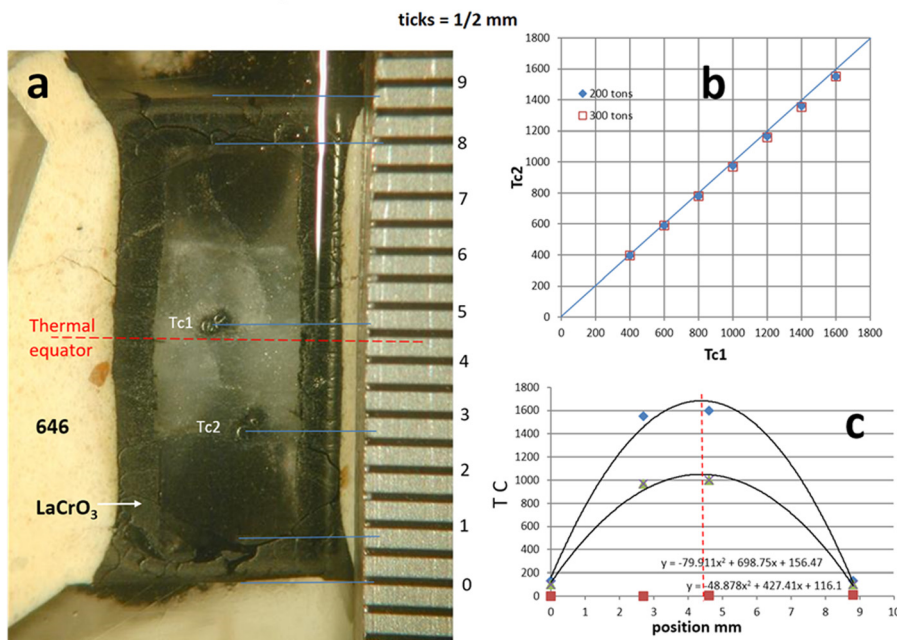 ticks = 1/2 mm
a
9
8
7
6
5
4
3
2
1
0
Tc1
Thermal
equator
Tc2
646
LaCrO₃
b
1800
1600
1400
1200
1000
800
600
400
200
0
0 200 400 600 800 1000 1200 1400 1600 1800
Tc2
Tc1
200 tons
300 tons
c
1800
1600
1400
1200
1000
800
600
400
200
0
0 1 2 3 4 5 6 7 8 9 10
T C
y = -79.911x² + 698.75x + 156.47
y = -48.878x² + 427.41x + 116.1
position mm